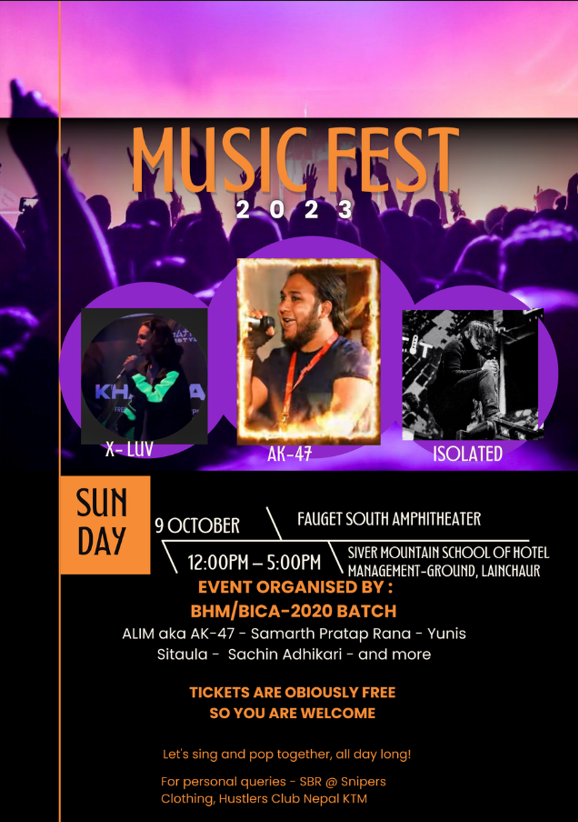 MUSIC FEST
2 0 2 3
X- LUV
AK-47
ISOLATED
SUN
DAY
9 OCTOBER
FAUGET SOUTH AMPHITEATER
12:00PM – 5:00PM
SIVER MOUNTAIN SCHOOL OF HOTEL
MANAGEMENT-GROUND, LAINCHAUR
EVENT ORGANISED BY :
BHM/BICA-2020 BATCH
ALIM aka AK-47 - Samarth Pratap Rana - Yunis
Sitaula - Sachin Adhikari - and more
TICKETS ARE OBIOUSLY FREE
SO YOU ARE WELCOME
Let's sing and pop together, all day long!
For personal queries - SBR @ Snipers
Clothing, Hustlers Club Nepal KTM